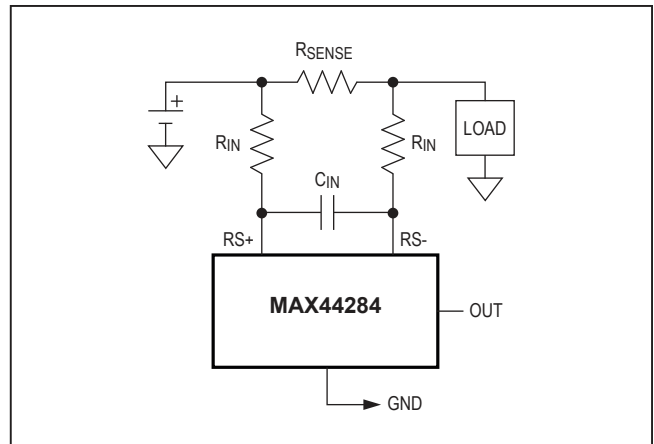 RSENSE
+
RIN
RIN
LOAD
CIN
RS+
RS-
MAX44284
OUT
GND